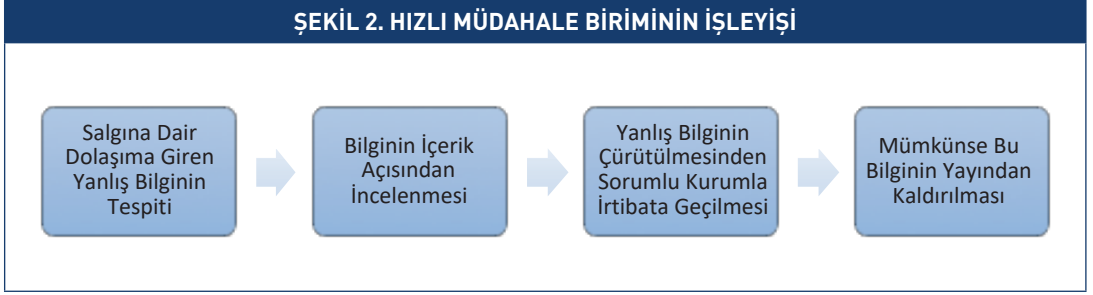 ŞEKİL 2. HIZLI MÜDAHALE BİRİMİNİN İŞLEYİŞİ
Salgına Dair
Dolaşıma Giren
Yanlış Bilginin
Tespiti
Bilginin İçerik
Açısından
İncelenmesi
Yanlış Bilginin
Çürütülmesinden
Sorumlu Kurumla
İrtibata Geçilmesi
Mümkünse Bu
Bilginin Yayından
Kaldırılması